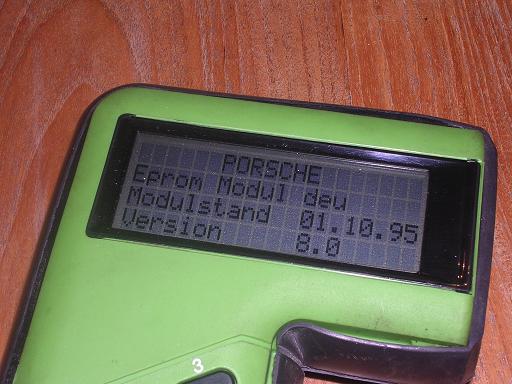 PORSCHE
Eprom Modul deu
Modulstand 01.10.95
Version 8.0
3